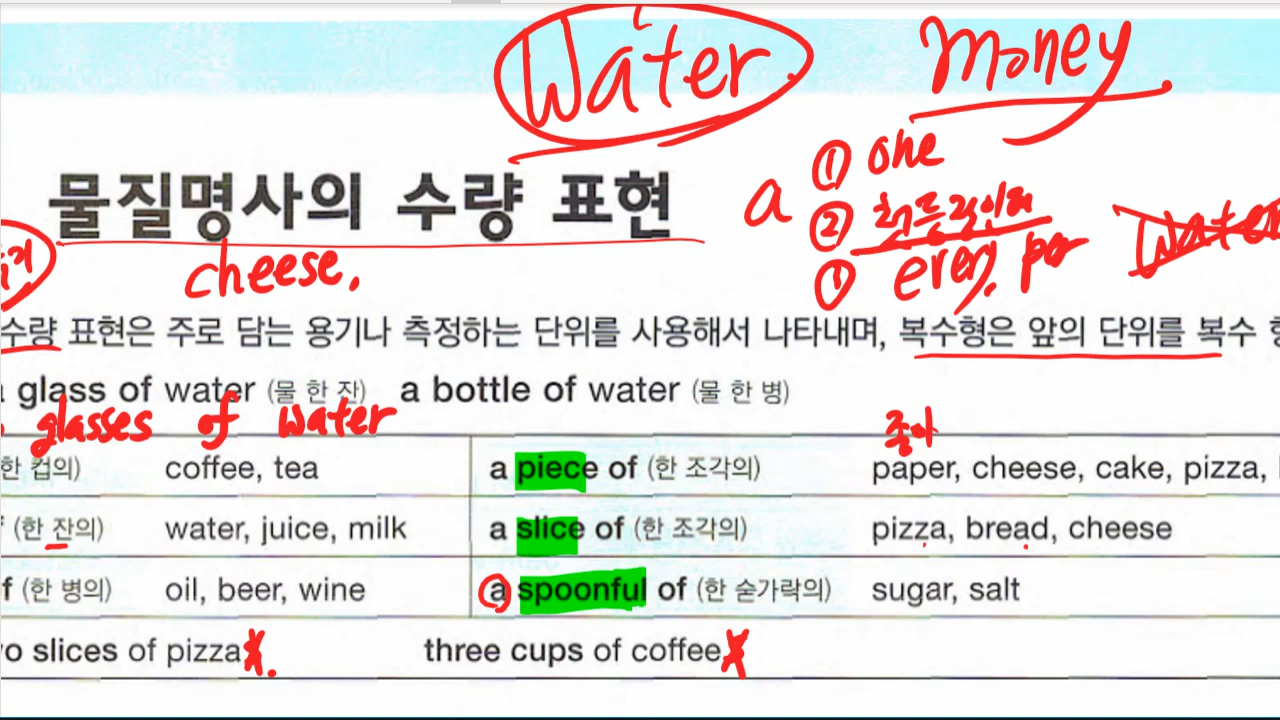 Water
money
① one
물질명사의 수량 표현
a
②
cheese.
① every, per
수량 표현은 주로 담는 용기나 측정하는 단위를 사용해서 나타내며, 복수형은 앞의 단위를 복수
a glass of water (물 한 잔) a bottle of water (물 한 병)
glasses of water
종이
한 컵의) coffee, tea a piece of (한 조각의) paper, cheese, cake, pizza,
(한 잔의) water, juice, milk a slice of (한 조각의) pizza, bread, cheese
f (한 병의) oil, beer, wine a spoonful of (한 숟가락의) sugar, salt
wo slices of pizza three cups of coffee